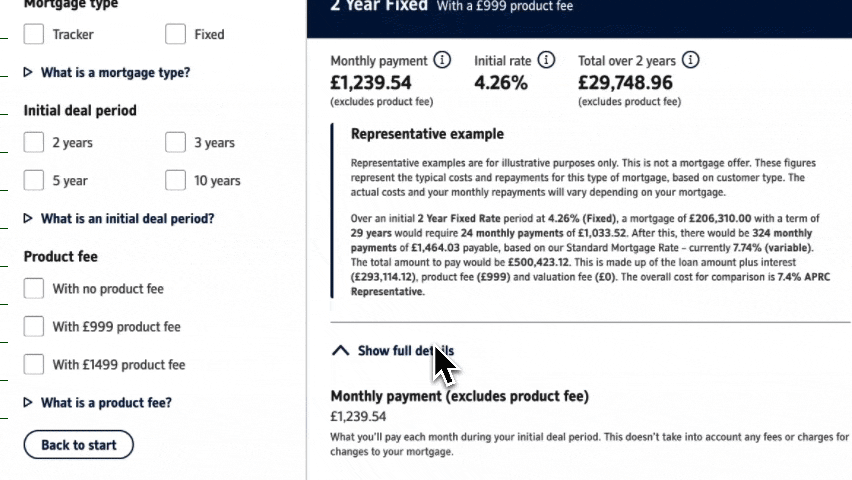 Mortgage type
Tracker
Fixed
What is a mortgage type?
Initial deal period
2 years
3 years
5 year
10 years
What is an initial deal period?
Product fee
With no product fee
With £999 product fee
With £1499 product fee
What is a product fee?
Back to start
2 Year Fixed With a £999 product fee
Monthly payment
£1,239.54
(excludes product fee)
Initial rate
4.26%
Total over 2 years
£29,748.96
(excludes product fee)
Representative example
Representative examples are for illustrative purposes only. This is not a mortgage offer. These figures
represent the typical costs and repayments for this type of mortgage, based on customer type. The
actual costs and your monthly repayments will vary depending on your mortgage.
Over an initial 2 Year Fixed Rate period at 4.26% (Fixed), a mortgage of £206,310.00 with a term of
29 years would require 24 monthly payments of £1,033.52. After this, there would be 324 monthly
payments of £1,464.03 payable, based on our Standard Mortgage Rate – currently 7.74% (variable).
The total amount to pay would be £500,423.12. This is made up of the loan amount plus interest
(£293,114.12), product fee (£999) and valuation fee (£0). The overall cost for comparison is 7.4% APRC
Representative.
Show full details
Monthly payment (excludes product fee)
£1,239.54
What you'll pay each month during your initial deal period. This doesn't take into account any fees or charges for
changes to your mortgage.